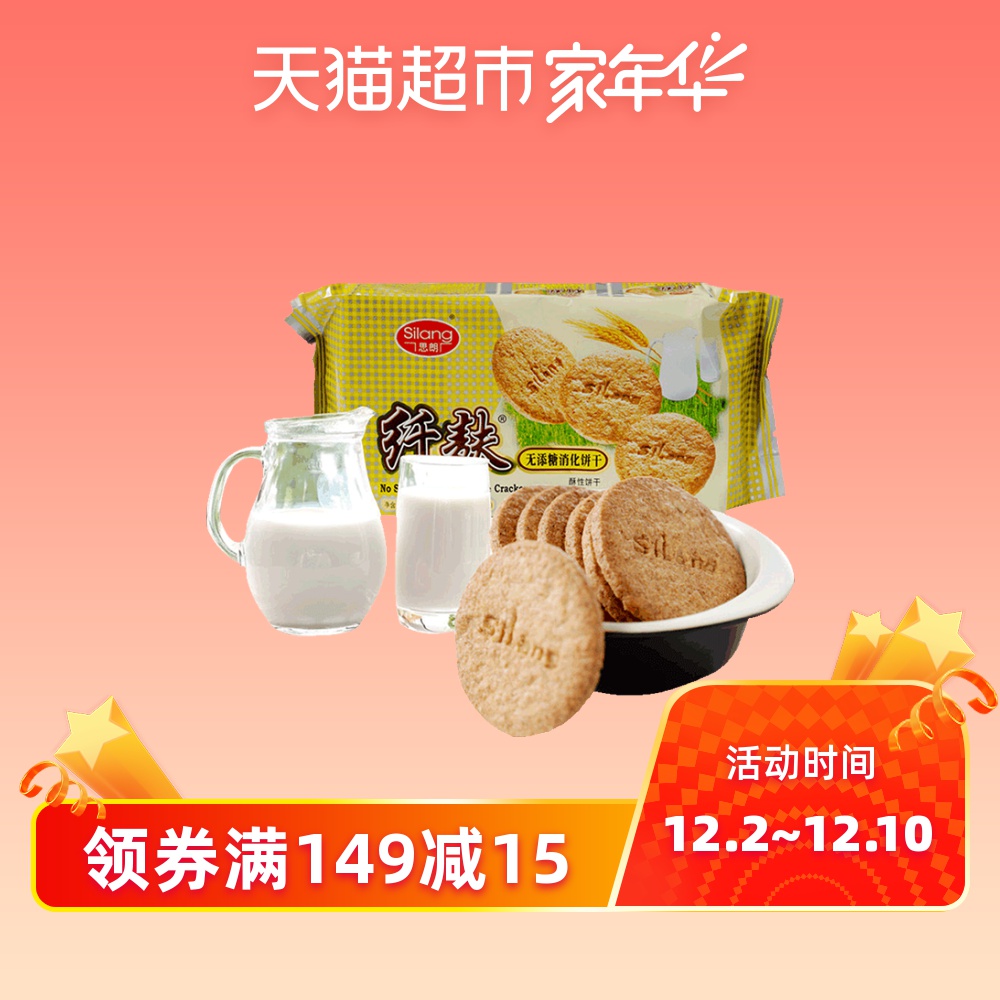 天猫超市家年华
Silang
思朗
纤麸®
无添糖消化饼干
No S
Cracke
酥性饼干
Silang
Silang
Silang
Silang
Silang
活动时间
领券满149减15
12.2~12.10